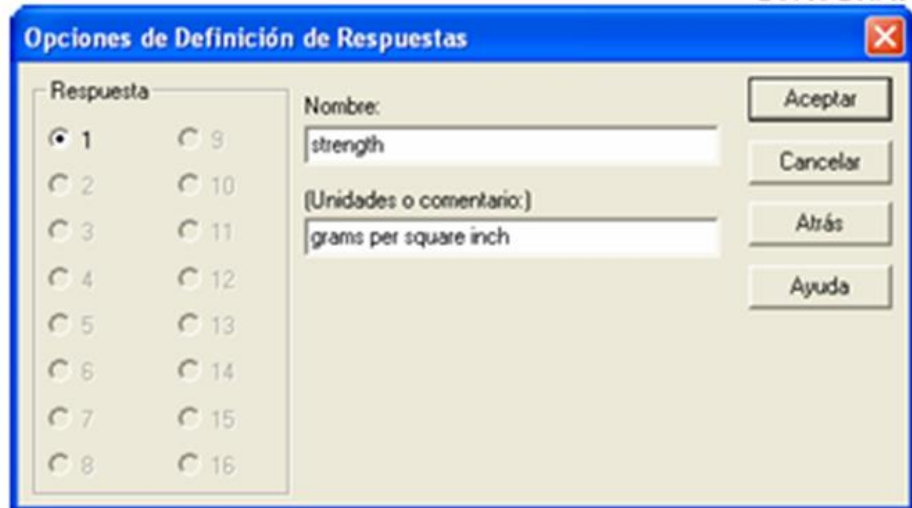 Opciones de Definición de Respuestas
Respuesta
1 9
2 10
3 11
4 12
5 13
6 14
7 15
8 16
Nombre:
strength
(Unidades o comentario:)
grams per square inch
Aceptar
Cancelar
Atrás
Ayuda